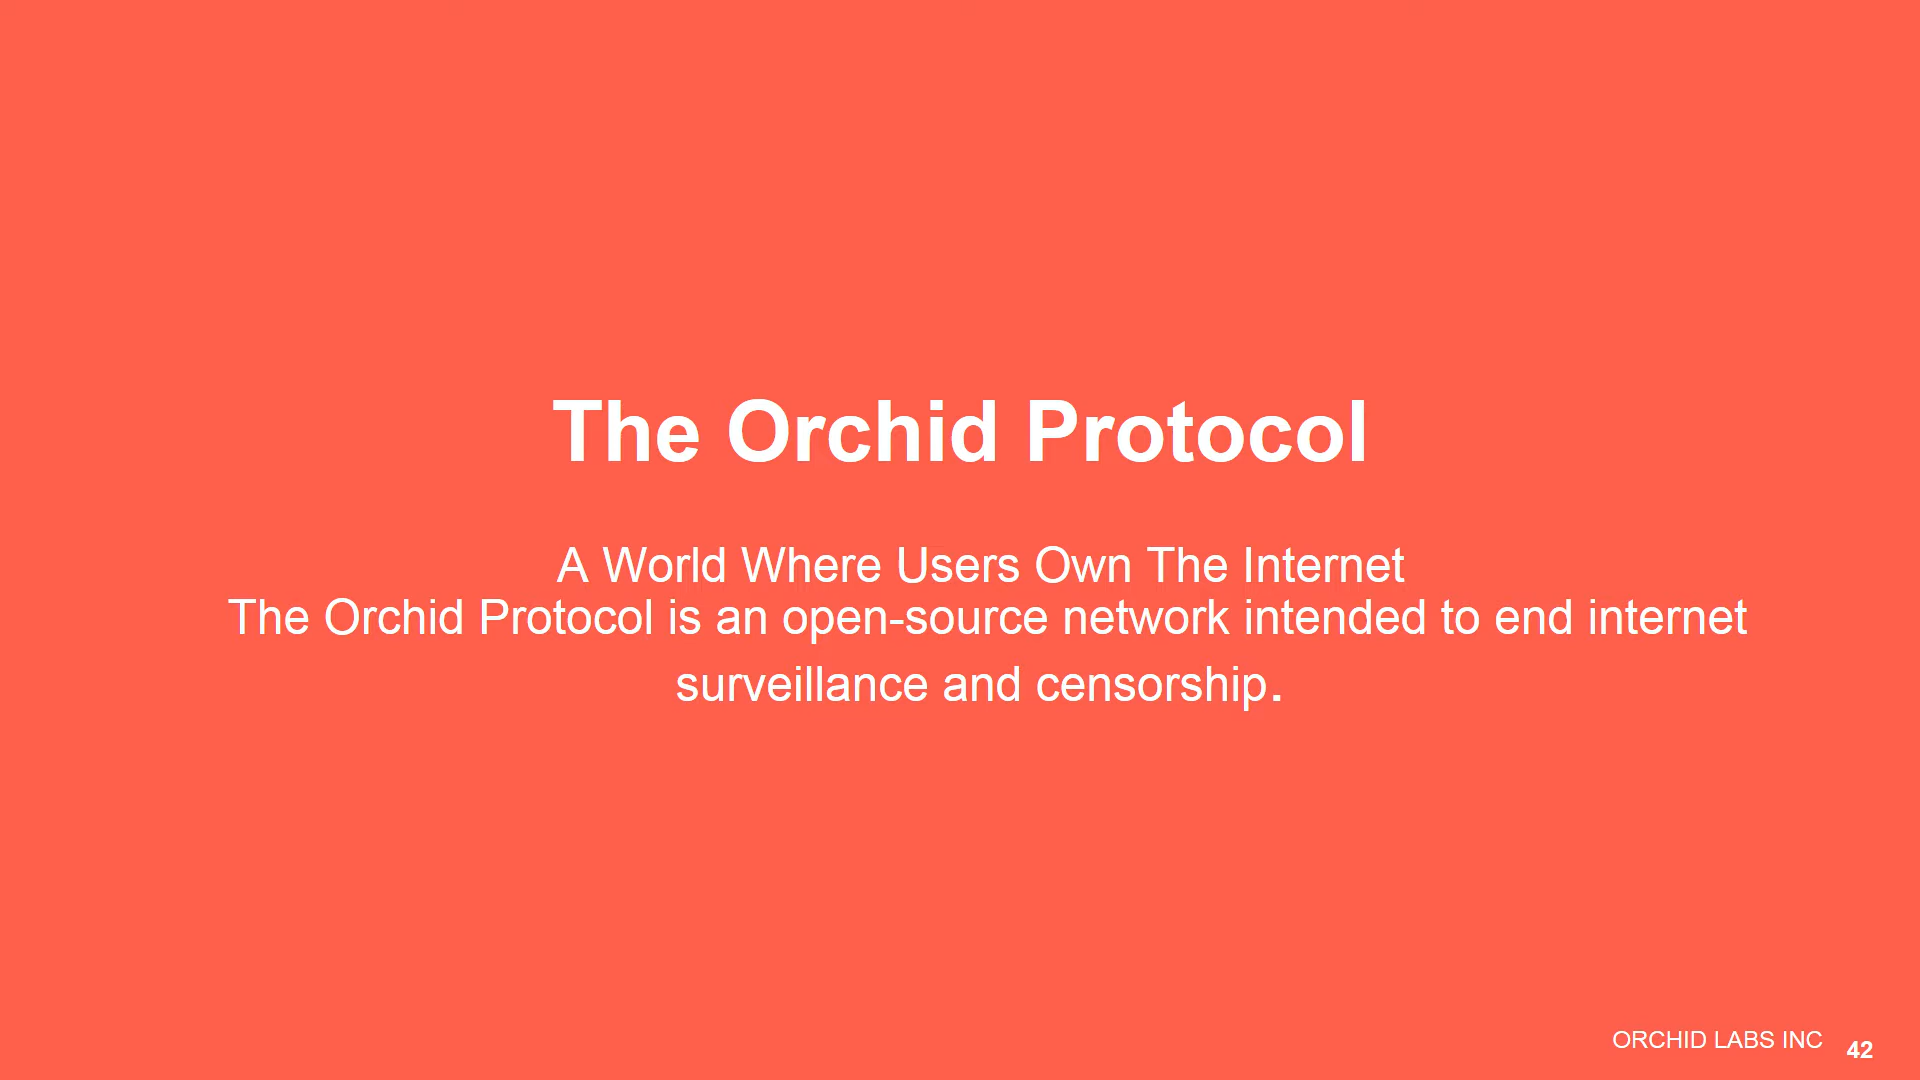 The Orchid Protocol
A World Where Users Own The Internet
The Orchid Protocol is an open-source network intended to end internet
surveillance and censorship.
ORCHID LABS INC
42